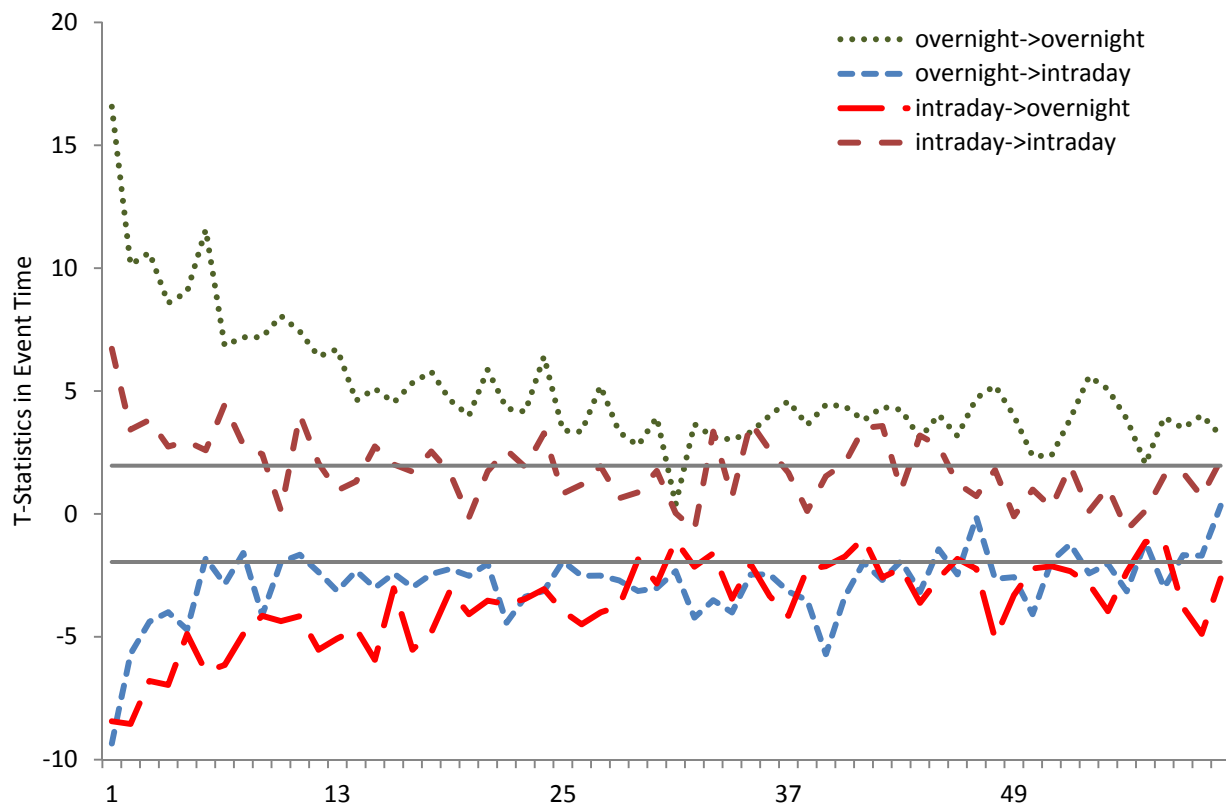 20
15
10
5
0
-5
-10
T-Statistics in Event Time
overnight->overnight
overnight->intraday
intraday->overnight
intraday->intraday
1 13 25 37 49